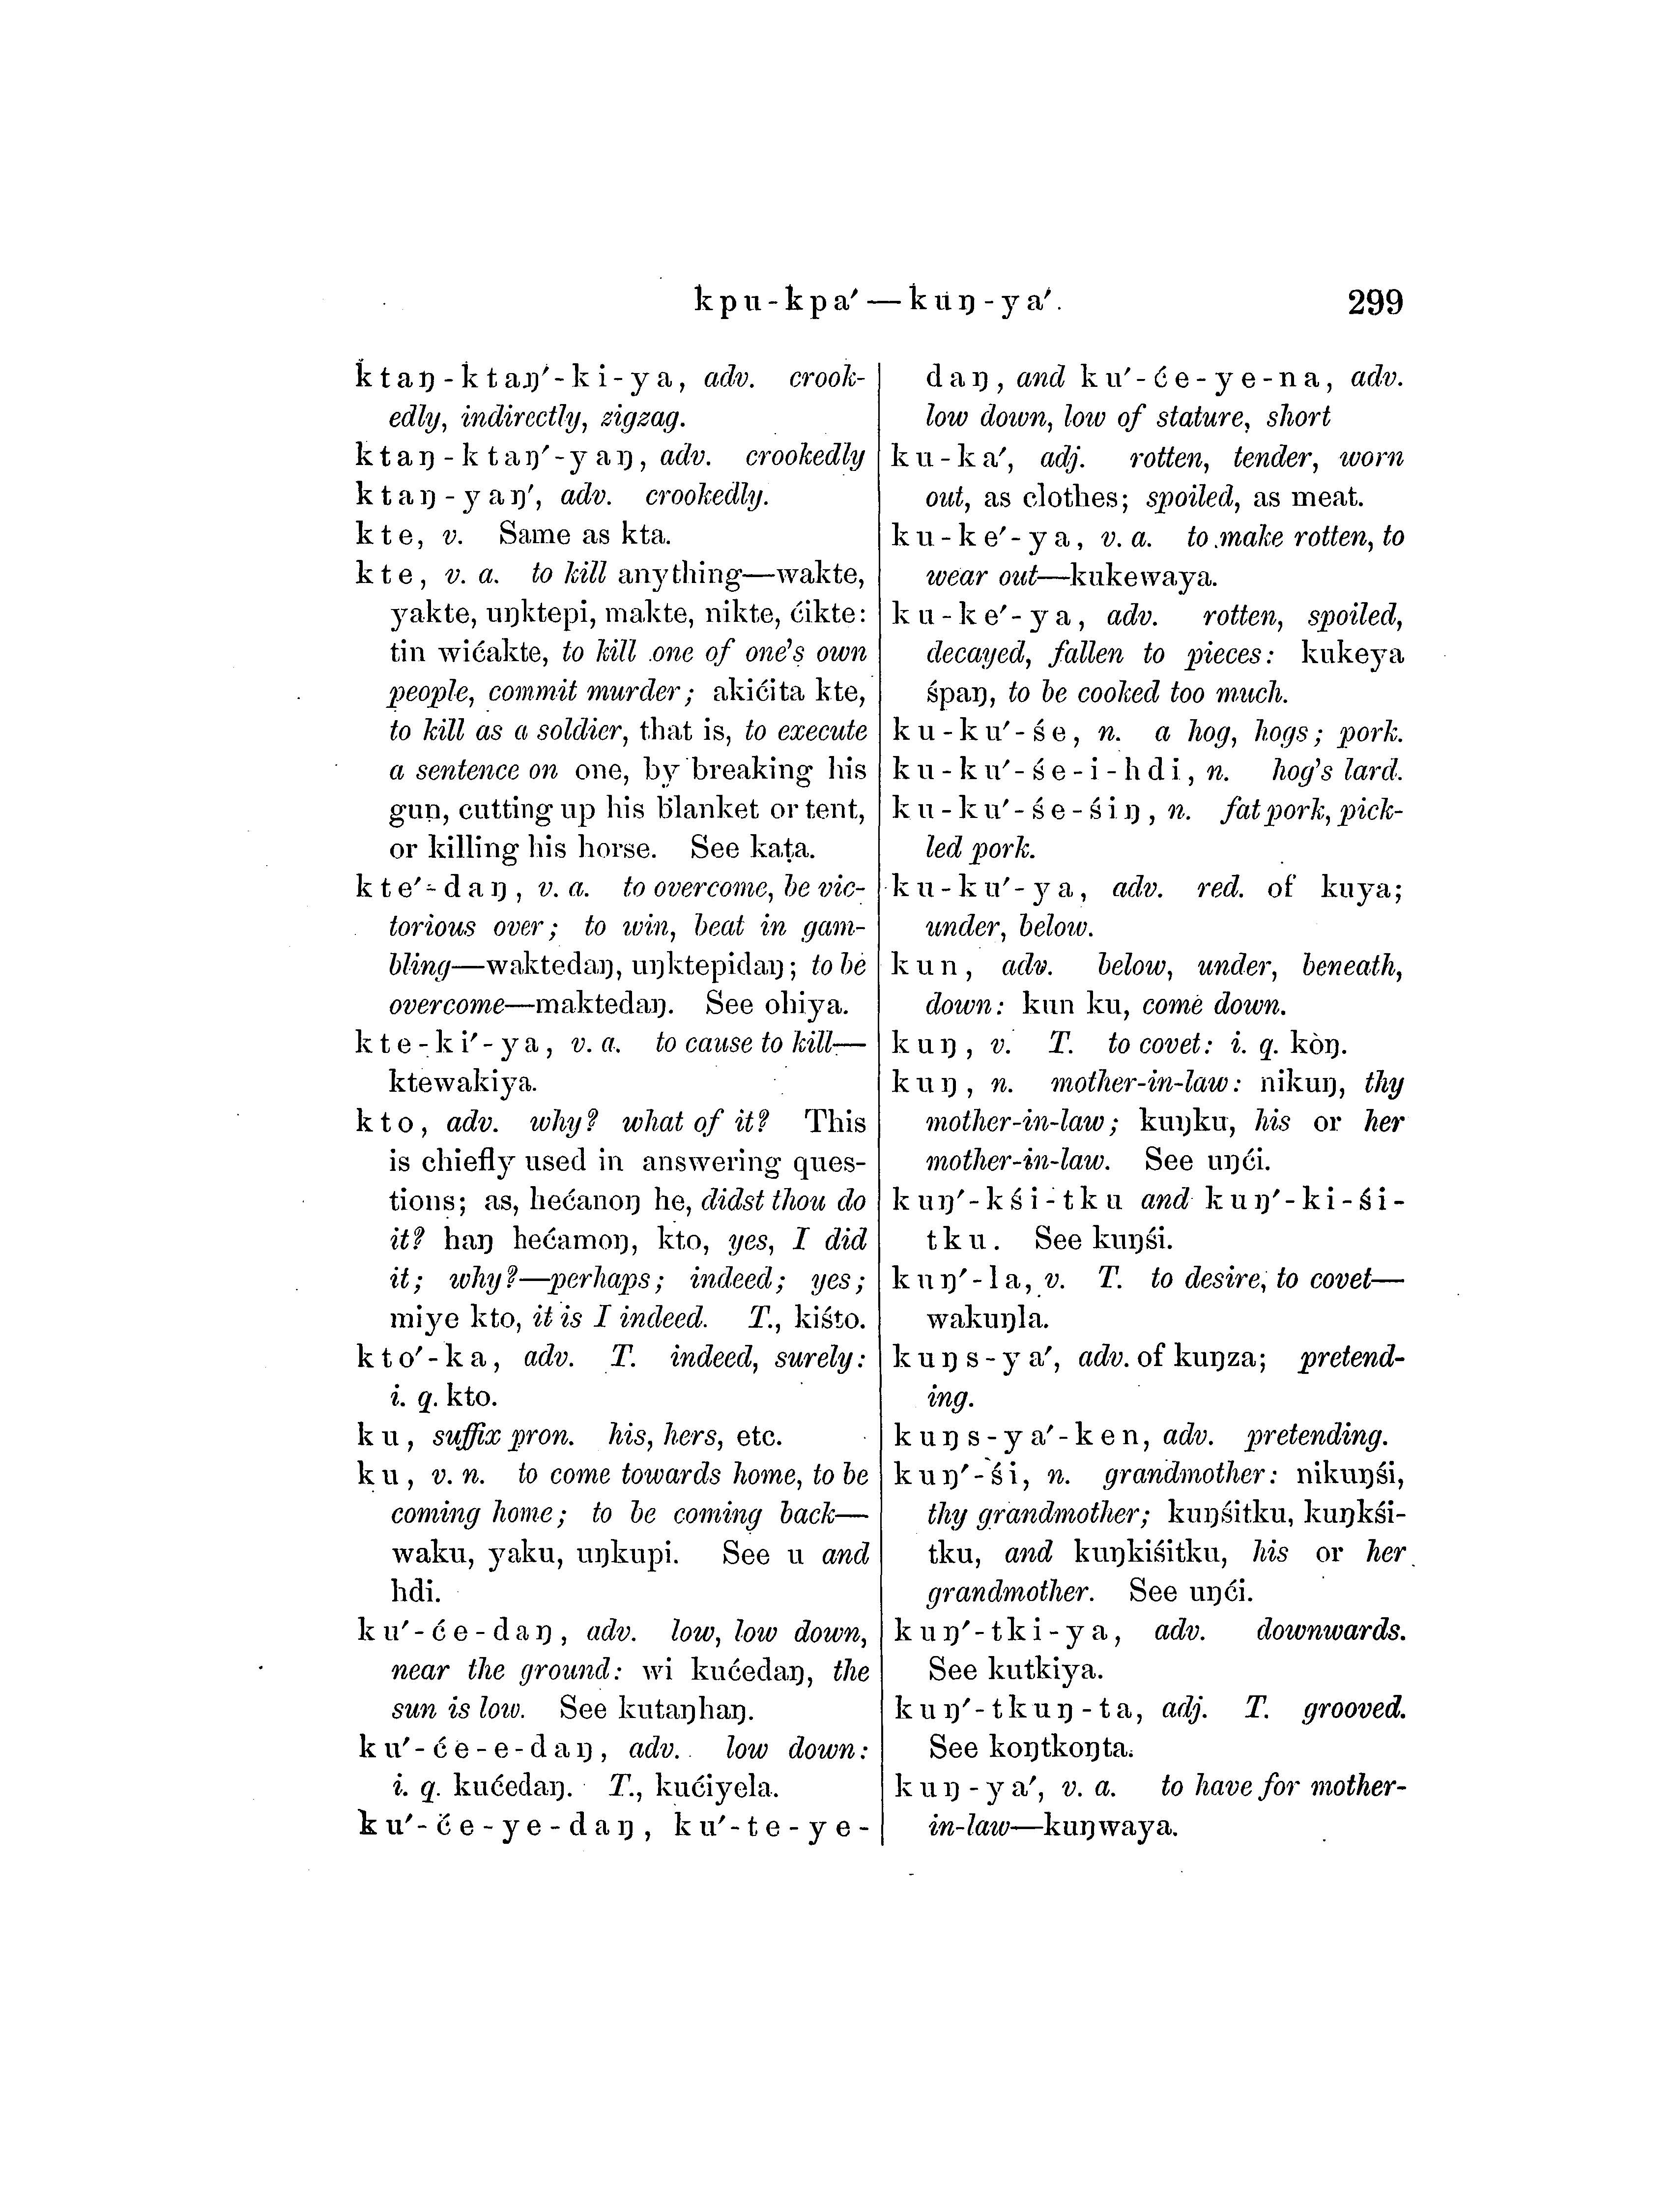 kpu-kpa′—kuŋ-ya′. 299
ktaŋ-ktaŋ′-ki-ya, adv. crook-
edly, indirectly, zigzag.
ktaŋ-ktaŋ′-yaŋ, adv. crookedly
ktaŋ-yaŋ′, adv. crookedly.
kte, v. Same as kta.
kte, v. a. to kill anything—wakte,
yakte, uŋktepi, makte, nikte, ćikte:
tin wićakte, to kill one of one's own
people, commit murder; akićita kte,
to kill as a soldier, that is, to execute
a sentence on one, by breaking his
gun, cutting up his blanket or tent,
or killing his horse. See kaṭa.
kte′-daŋ, v. a. to overcome, be vic-
torious over; to win, beat in gam-
bling—waktedaŋ, uŋktepidaŋ; to be
overcome—maktedaŋ. See ohiya.
kte-ki′-ya, v. a. to cause to kill—
ktewakiya.
kto, adv. why? what of it? This
is chiefly used in answering ques-
tions; as, hećanoŋ he, didst thou do
it? haŋ hećamoŋ, kto, yes, I did
it; why?—perhaps; indeed; yes;
miye kto, it is I indeed. T., kiśto.
kto′-ka, adv. T. indeed, surely:
i. q. kto.
ku, suffix pron. his, hers, etc.
ku, v. n. to come towards home, to be
coming home; to be coming back—
waku, yaku, uŋkupi. See u and
hdi.
ku′-će-daŋ, adv. low, low down,
near the ground: wi kućedaŋ, the
sun is low. See kutaŋhaŋ.
ku′-će-e-daŋ, adv. low down:
i. q. kućedaŋ. T., kućiyela.
ku′-će-ye-daŋ, ku′-te-ye-
daŋ, and ku′-će-ye-na, adv.
low down, low of stature, short
ku-ka′, adj. rotten, tender, worn
out, as clothes; spoiled, as meat.
ku-ke′-ya, v. a. to make rotten, to
wear out—kukewaya.
ku-ke′-ya, adv. rotten, spoiled,
decayed, fallen to pieces: kukeya
śpaŋ, to be cooked too much.
ku-ku′-śe, n. a hog, hogs; pork.
ku-ku′-śe-i-hdi, n. hog's lard.
ku-ku′-śe-śiŋ, n. fat pork, pick-
led pork.
ku-ku′-ya, adv. red. of kuya;
under, below.
kun, adv. below, under, beneath,
down: kun ku, come down.
kuŋ, v. T. to covet: i. q. kòŋ.
kuŋ, n. mother-in-law: nikuŋ, thy
mother-in-law; kuŋku, his or her
mother-in-law. See uŋći.
kuŋ′-kśi-tku and kuŋ′-ki-śi-
tku. See kuŋśi.
kuŋ′-la, v. T. to desire, to covet—
wakuŋla.
kuŋs-ya′, adv. of kuŋza; pretend-
ing.
kuŋs-ya′-ken, adv. pretending.
kuŋ′-śi, n. grandmother: nikuŋśi,
thy grandmother; kuŋśitku, kuŋkśi-
tku, and kuŋkiśitku, his or her
grandmother. See uŋći.
kuŋ′-tki-ya, adv. downwards.
See kutkiya.
kuŋ′-tkuŋ-ta, adj. T. grooved.
See koŋtkoŋta.
kuŋ-ya′, v. a. to have for mother-
in-law—kuŋwaya.